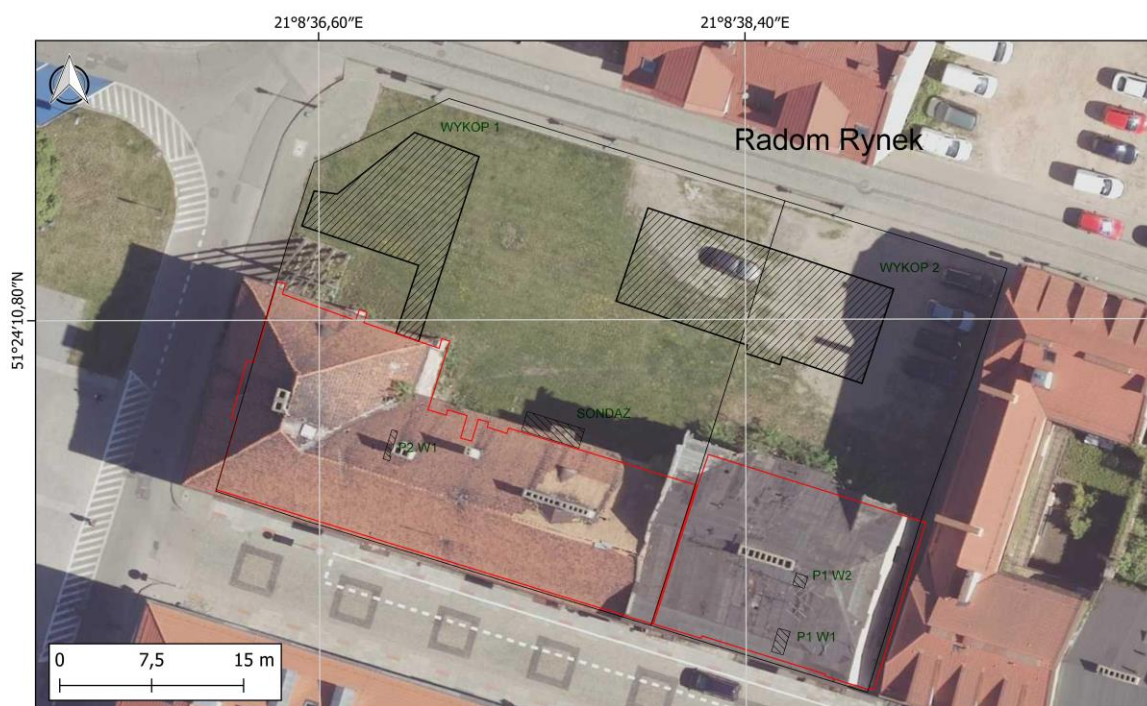 21°8′36,60″E
21°8′38,40″E
51°24′10,80″N
WYKOP 1
Radom Rynek
WYKOP 2
SONDAZ
P2 W1
P1 W2
P1 W1
0 7,5 15 m